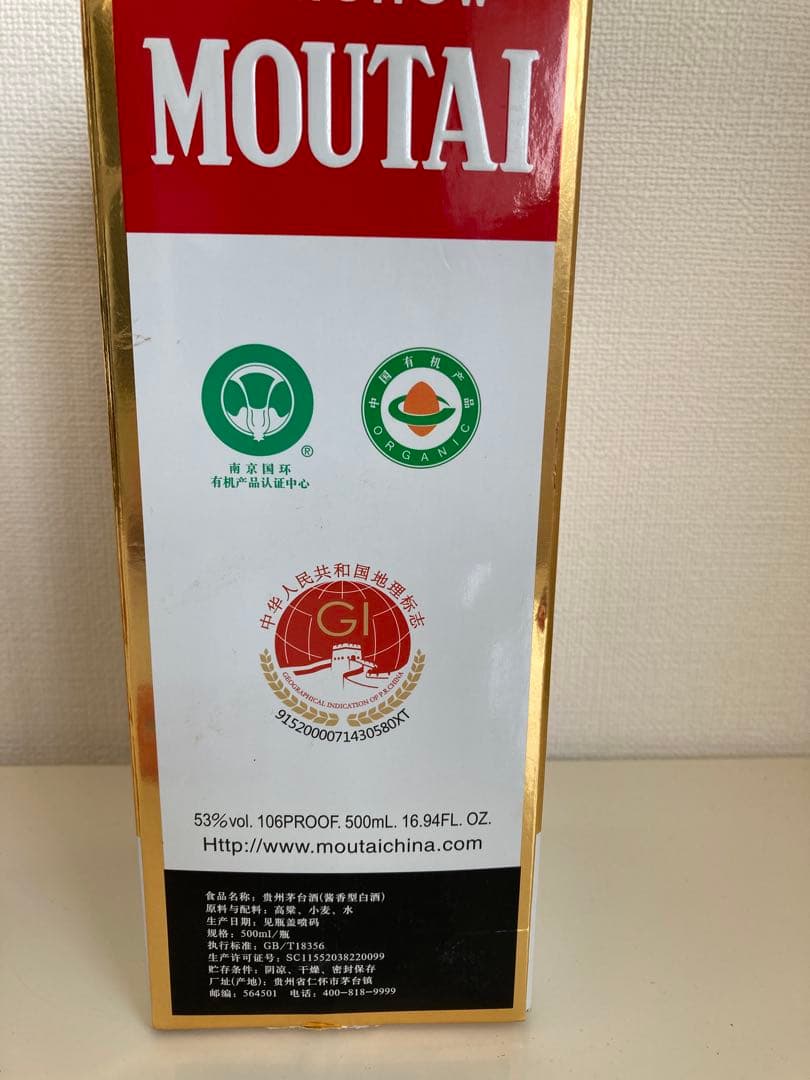 MOUTAI
中国有机产品
ORGANIC
®
南京国环
有机产品认证中心
中华人民共和国地理标志
GI
GEOGRAPHICAL INDICATION OF P.R.CHINA
9152000071430580XT
53%vol. 106PROOF. 500mL. 16.94FL. OZ.
Http://www.moutaichina.com
食品名称：贵州茅台酒(酱香型白酒)
原料与配料：高粱、小麦、水
生产日期：见瓶盖喷码
规格：500ml/瓶
执行标准：GB/T18356
生产许可证号：SC11552038220099
贮存条件：阴凉、干燥、密封保存
厂址(产地)：贵州省仁怀市茅台镇
邮编：564501 电话：400-818-9999